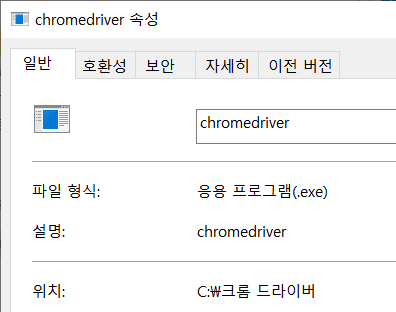 chromedriver 속성
일반 호환성 보안 자세히 이전 버전
chromedriver
파일 형식: 응용 프로그램(.exe)
설명: chromedriver
위치: C:₩크롬 드라이버